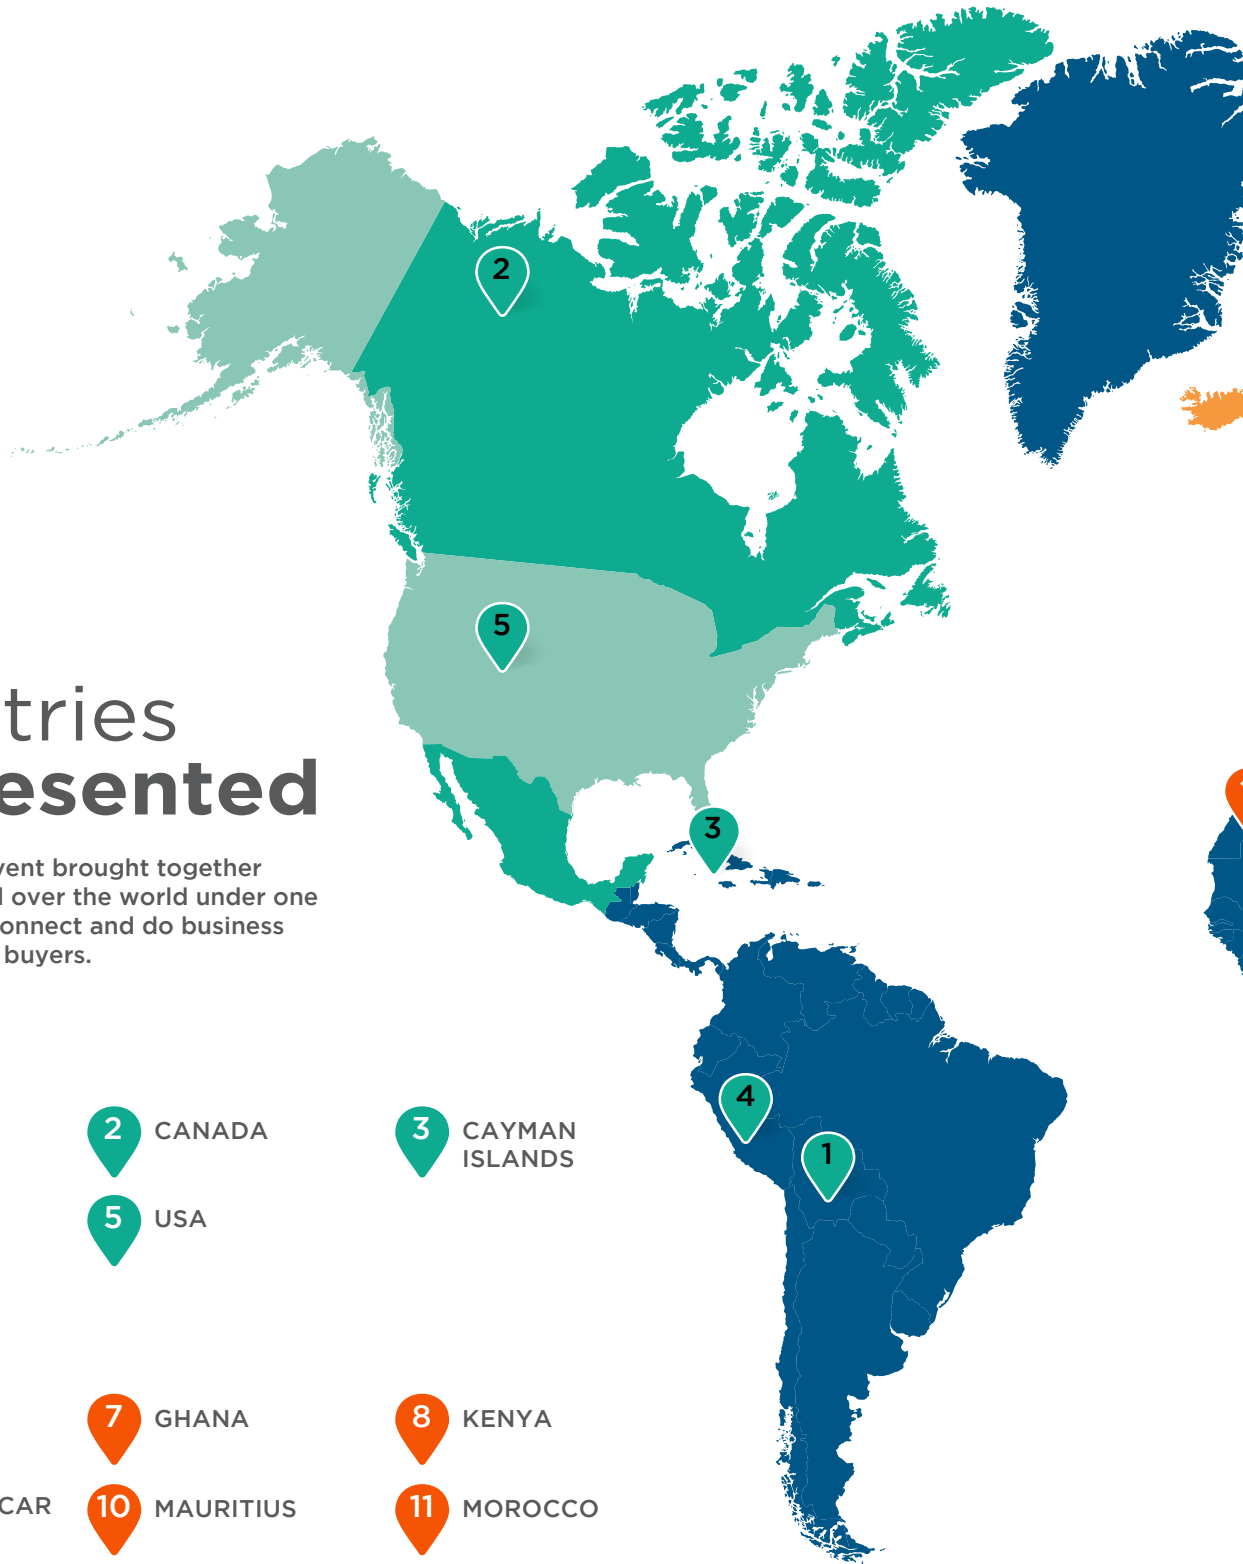 2
5
tries
esented
3
vent brought together
l over the world under one
onnect and do business
buyers.
4
1
2 CANADA
3 CAYMAN
ISLANDS
5 USA
7 GHANA
8 KENYA
CAR
10 MAURITIUS
11 MOROCCO